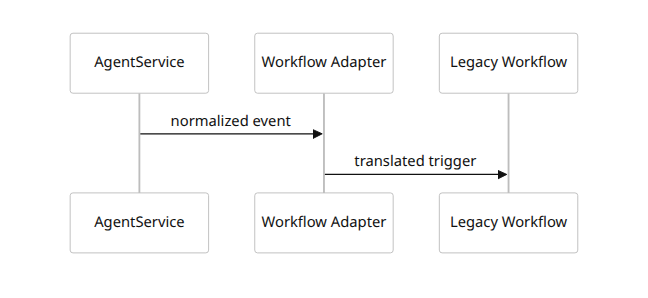 AgentService
Workflow Adapter
Legacy Workflow
normalized event
translated trigger
AgentService
Workflow Adapter
Legacy Workflow